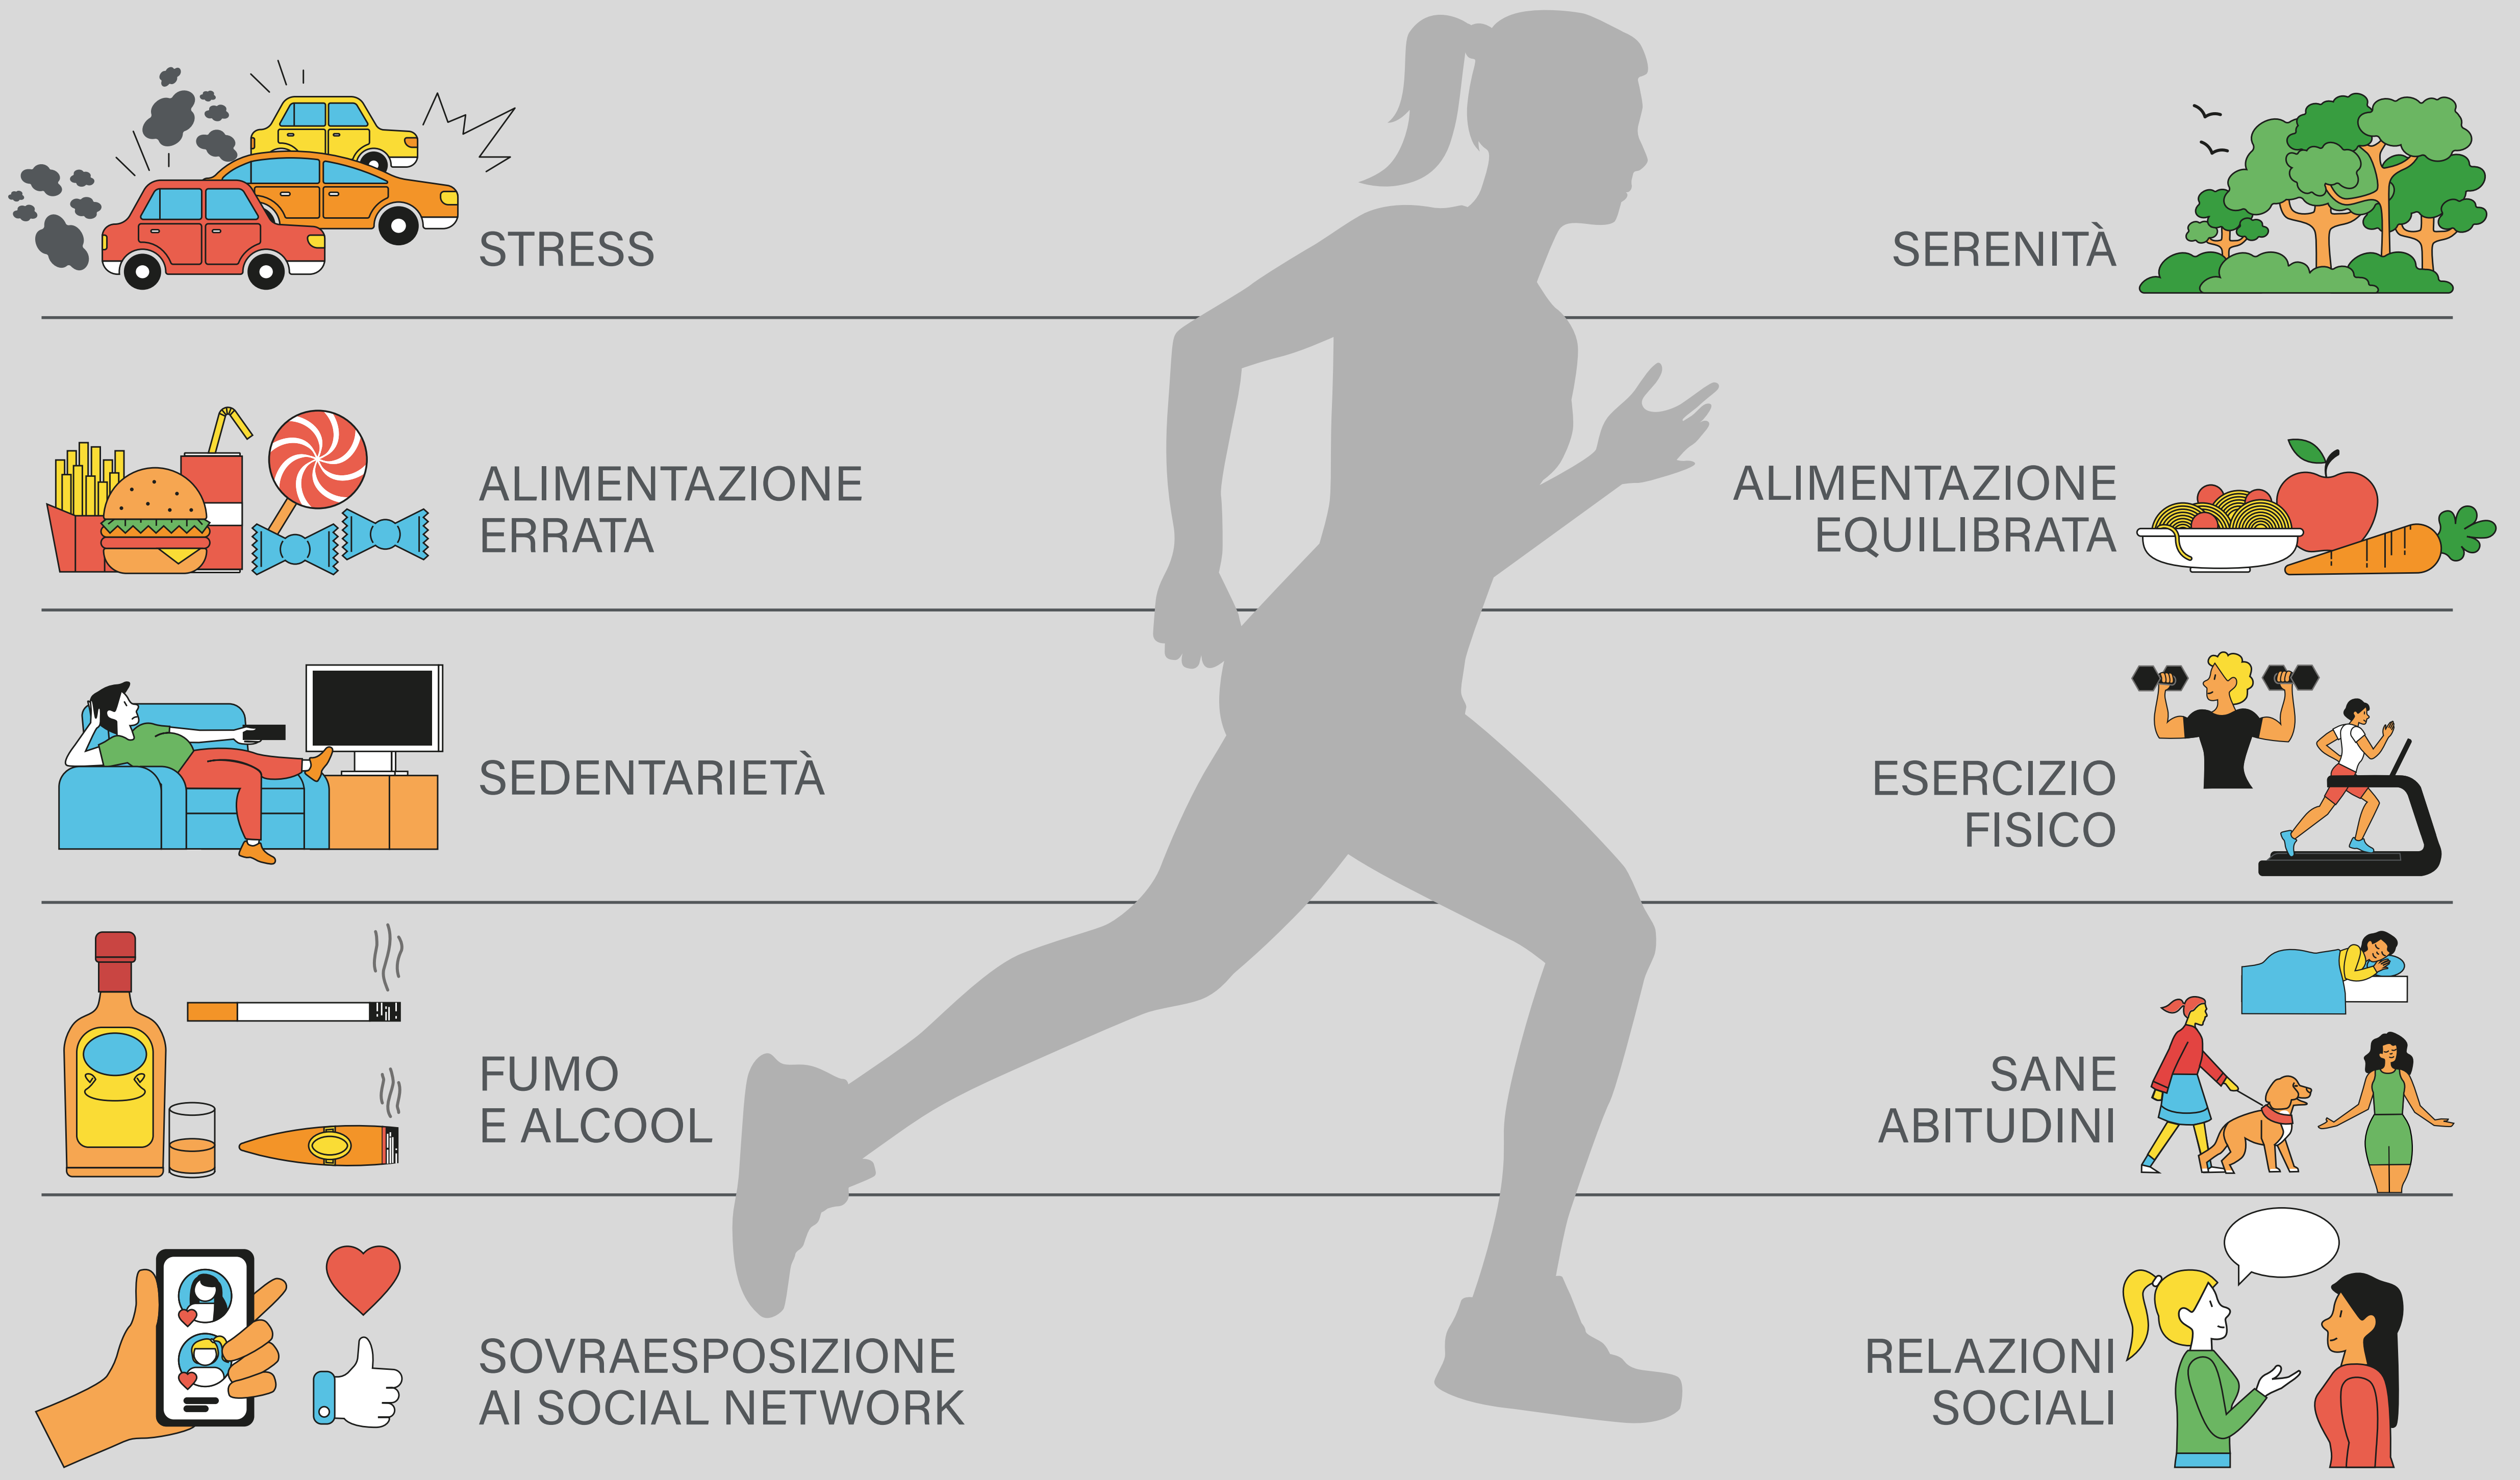 STRESS
SERENITÀ
ALIMENTAZIONE
ERRATA
ALIMENTAZIONE
EQUILIBRATA
SEDENTARIETÀ
ESERCIZIO
FISICO
FUMO
E ALCOOL
SANE
ABITUDINI
SOVRAESPOSIZIONE
AI SOCIAL NETWORK
RELAZIONI
SOCIALI